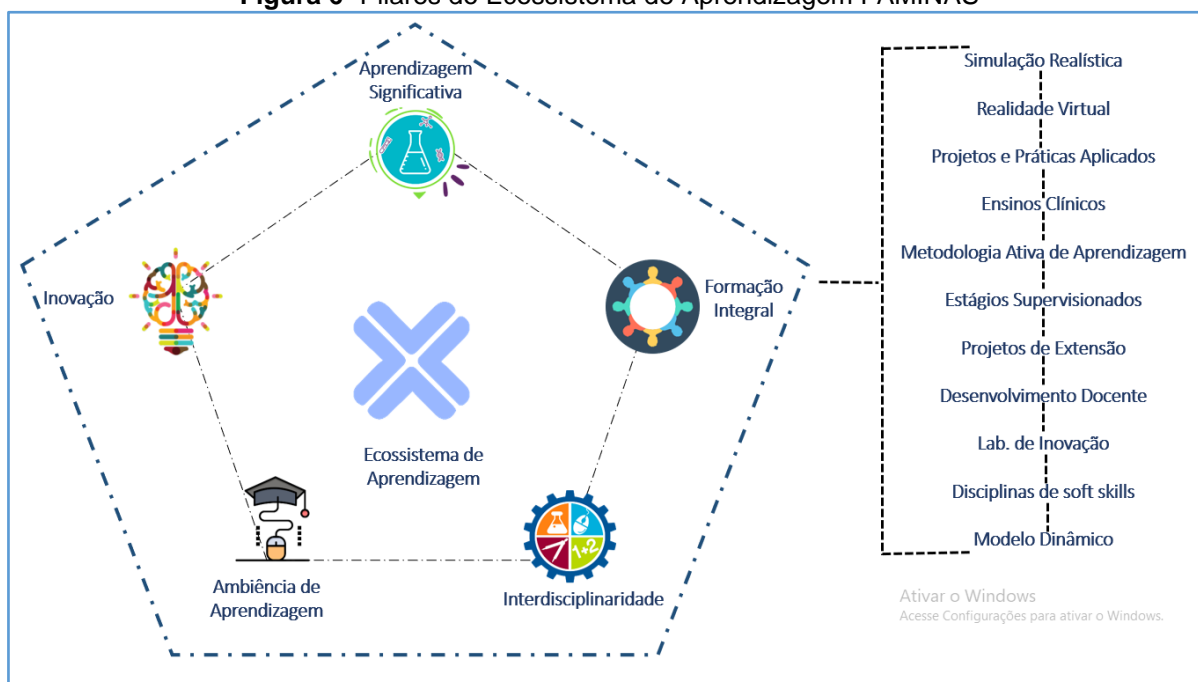 Aprendizagem
Significativa
Inovação
Formação
Integral
Ecossistema de
Aprendizagem
Ambiência de
Aprendizagem
Interdisciplinaridade
1+2
Simulação Realística
Realidade Virtual
Projetos e Práticas Aplicados
Ensinos Clínicos
Metodologia Ativa de Aprendizagem
Estágios Supervisionados
Projetos de Extensão
Desenvolvimento Docente
Lab. de Inovação
Disciplinas de soft skills
Modelo Dinâmico
Ativar o Windows
Acesse Configurações para ativar o Windows.